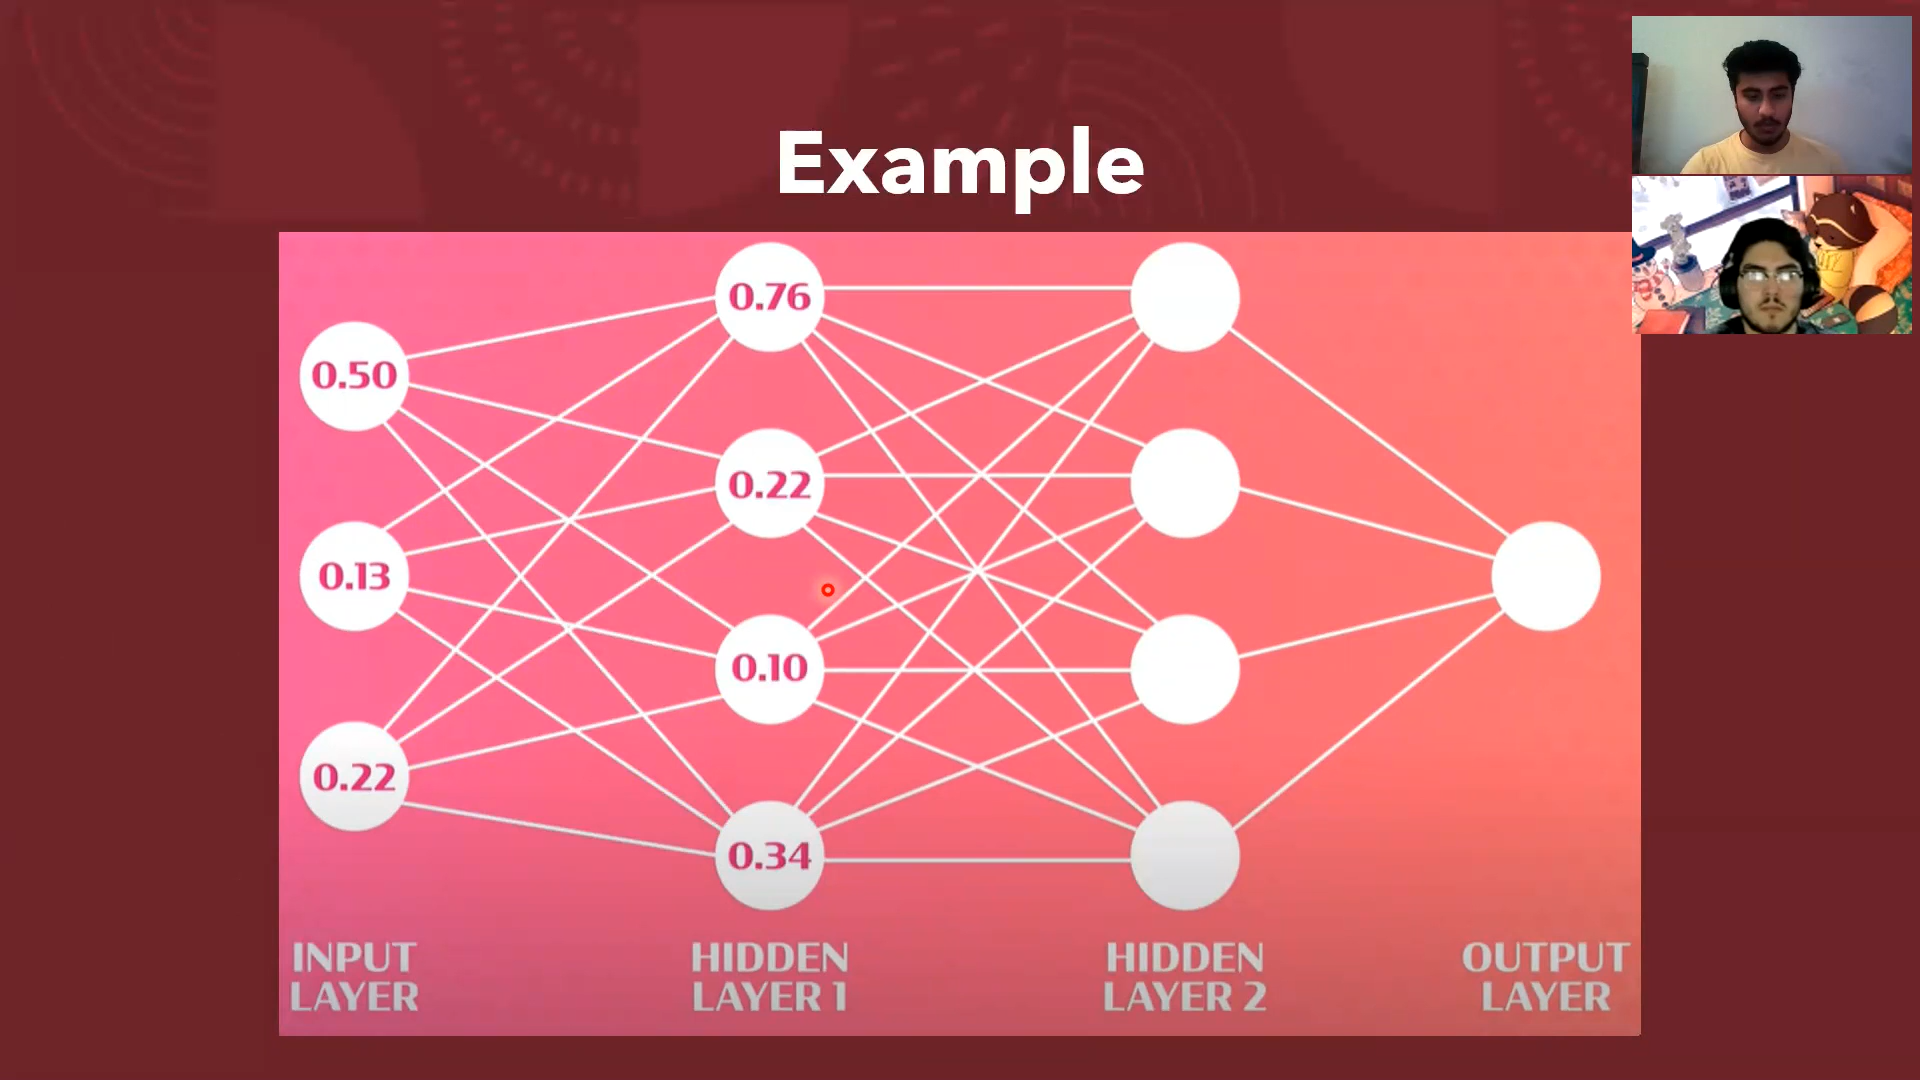 Example
0.50
0.13
0.22
0.76
0.22
0.10
0.34
INPUT
LAYER
HIDDEN
LAYER 1
HIDDEN
LAYER 2
OUTPUT
LAYER